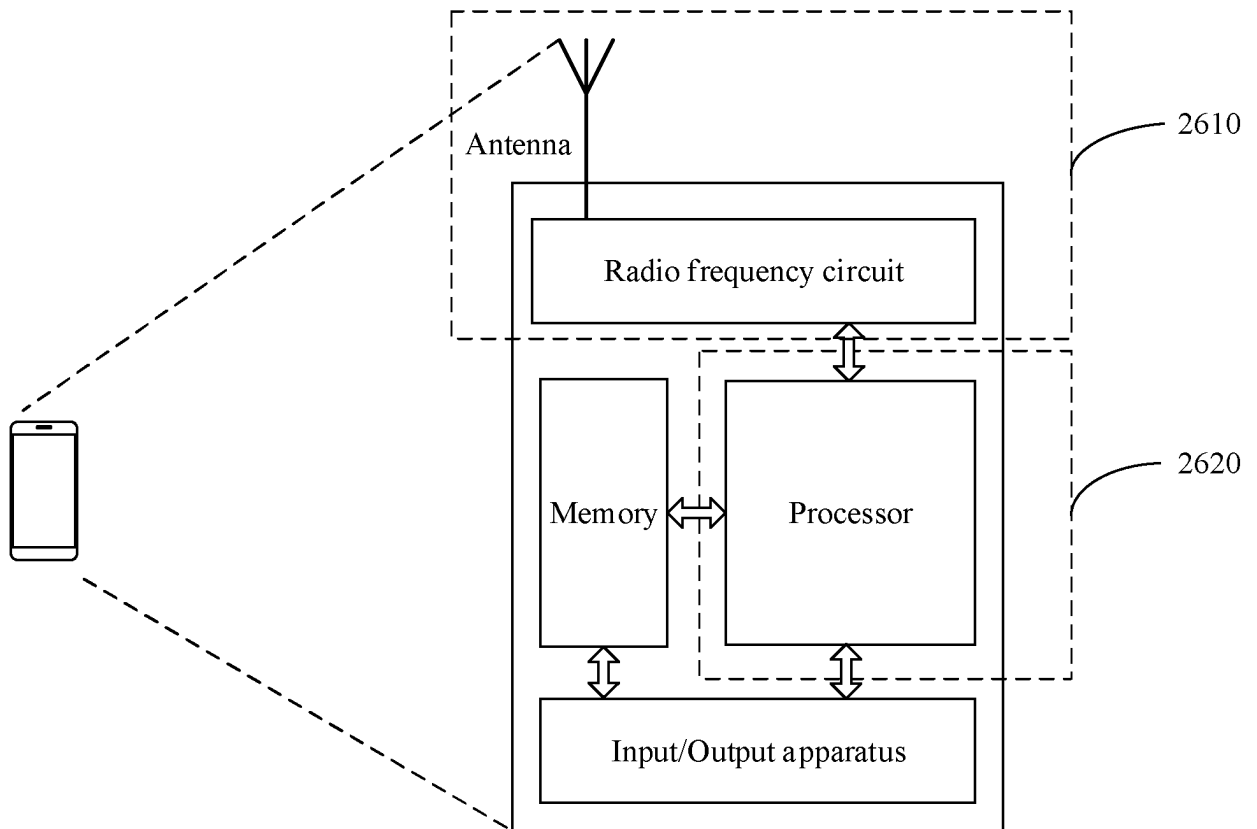 2610
Antenna
Radio frequency circuit
2620
Memory
Processor
Input/Output apparatus